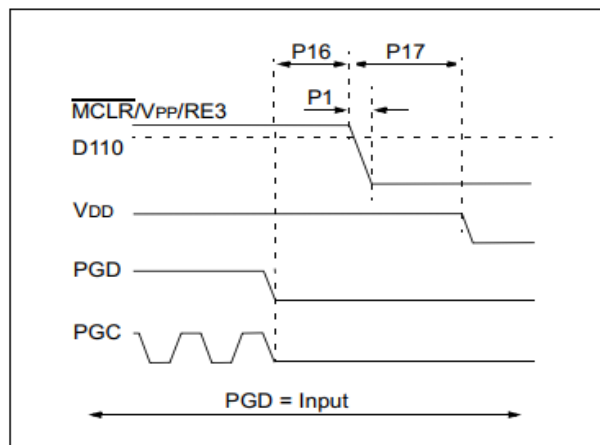 P16 P17
P1
MCLR/VPP/RE3
D110
VDD
PGD
PGC
PGD = Input